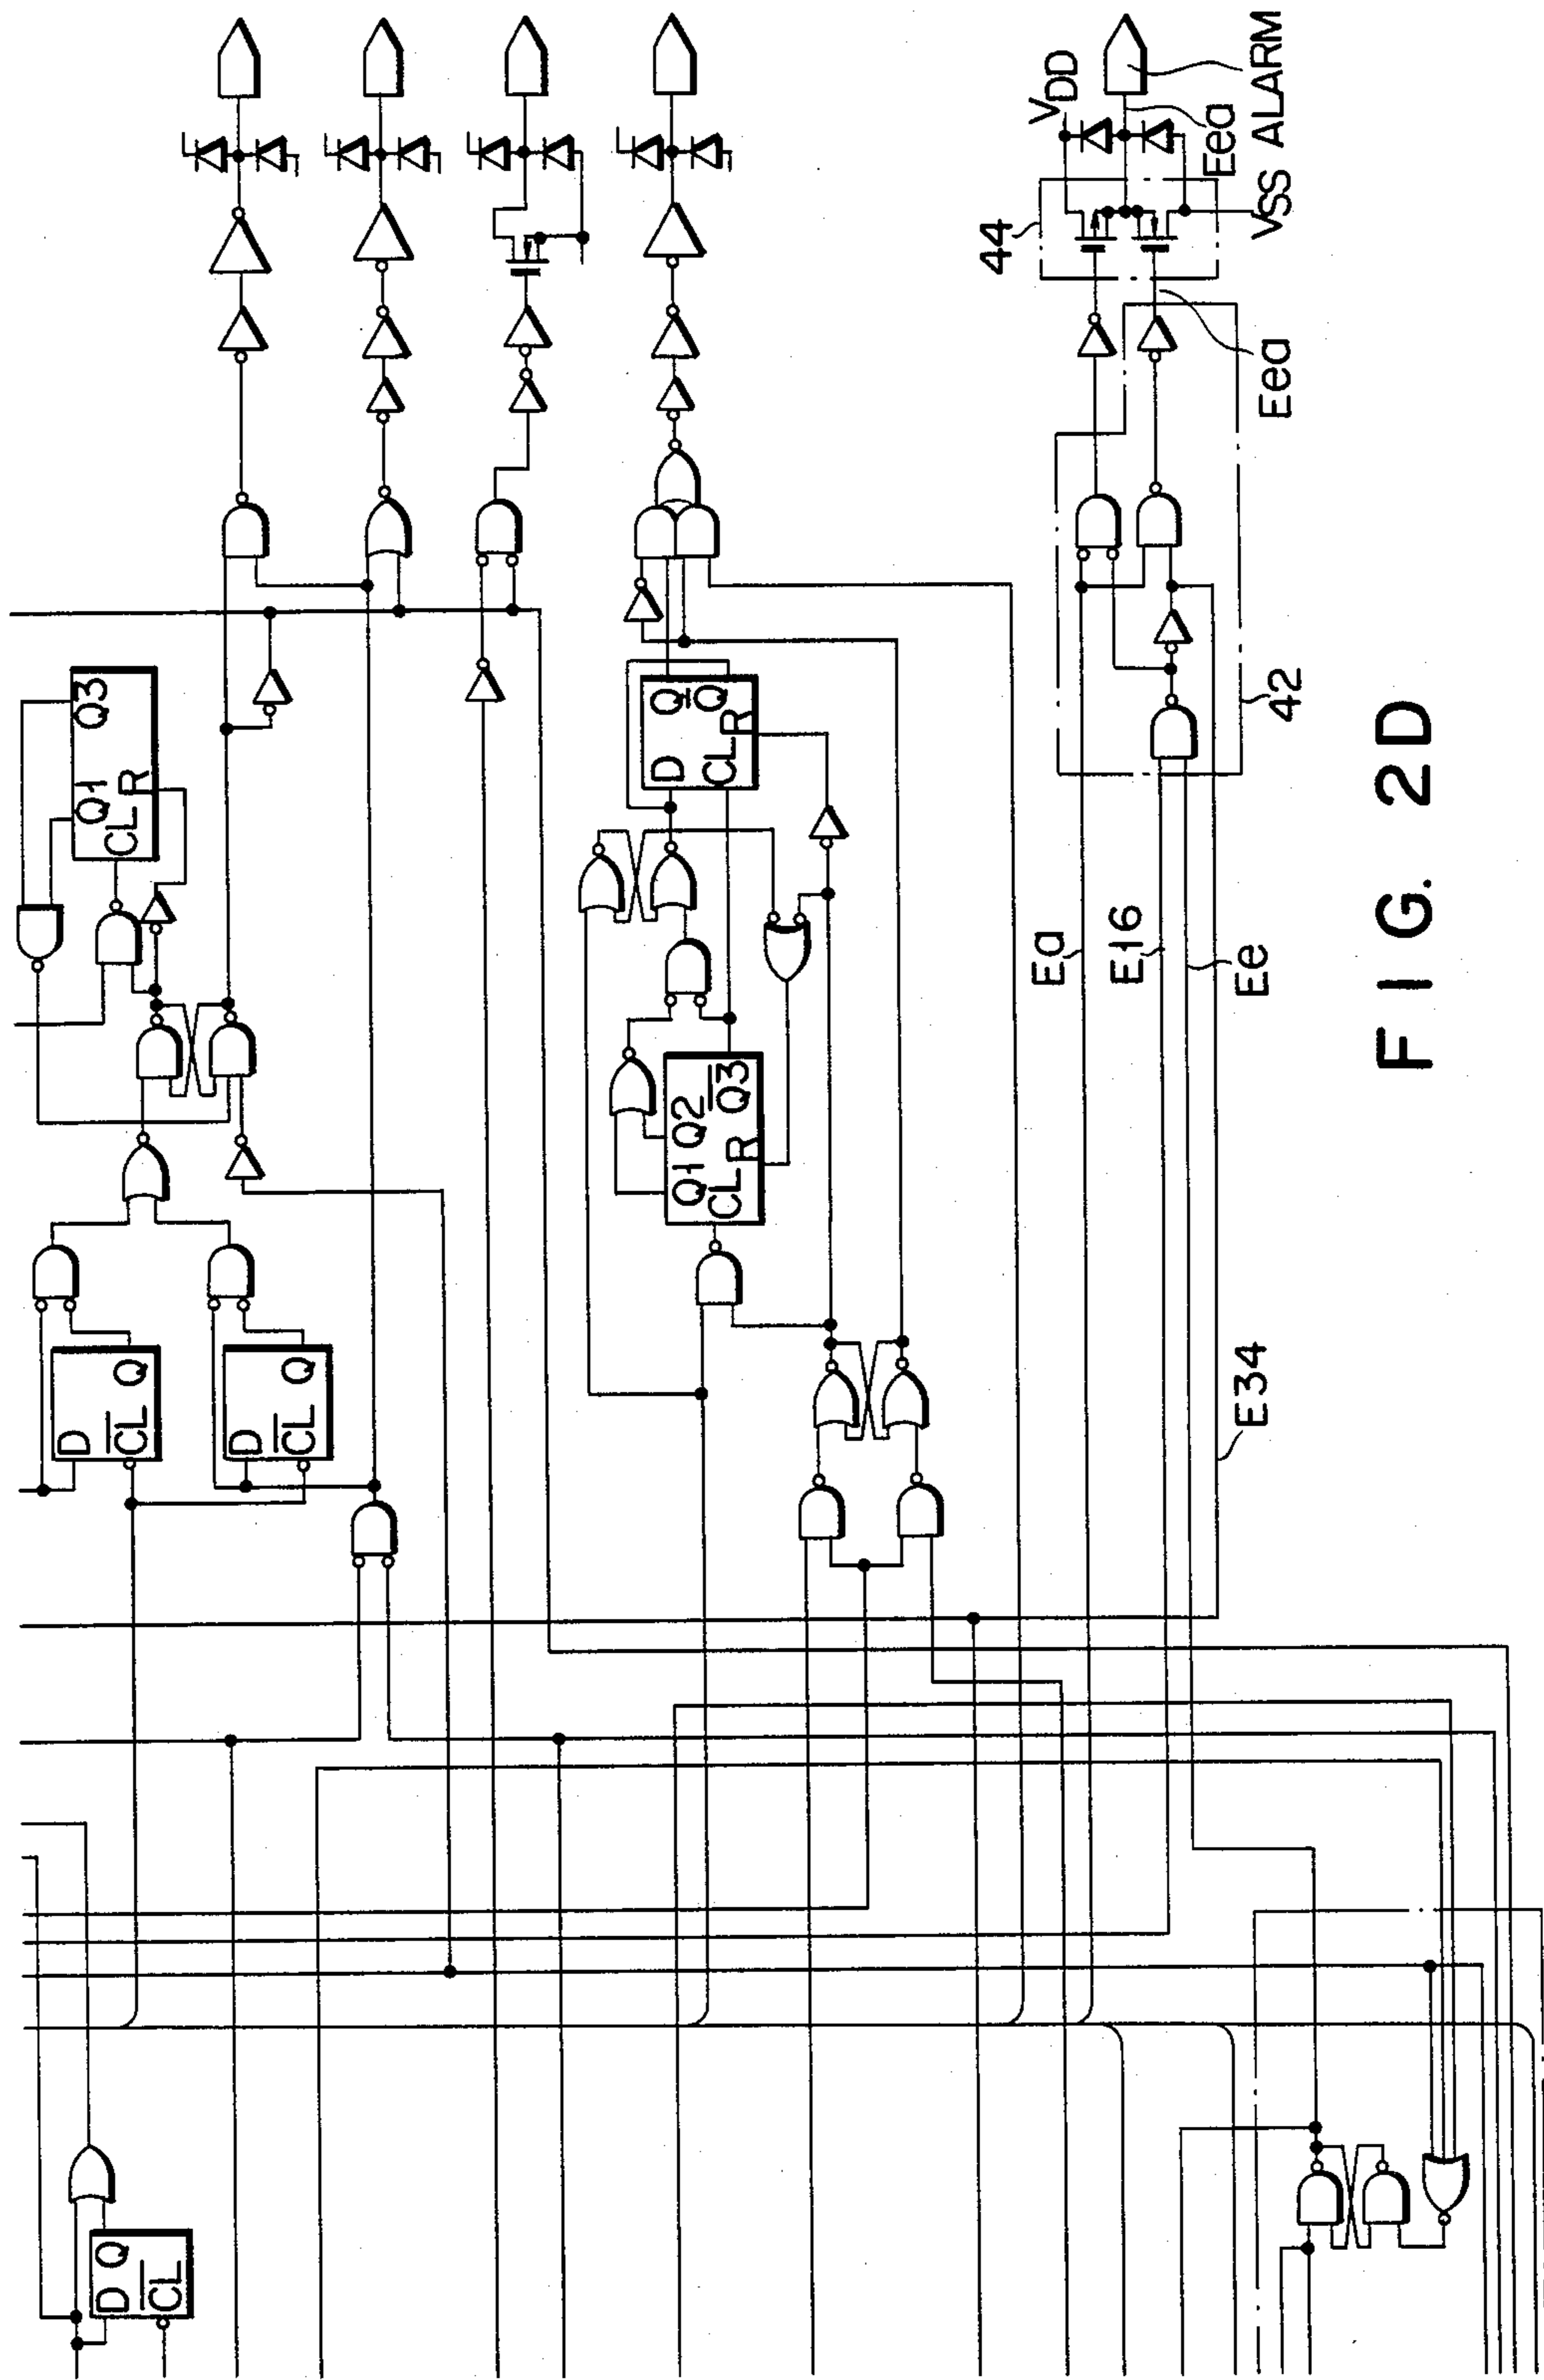 Q1 Q3
CL
R
D
CL Q
D
CL Q
D Q
CL
Q1 Q2
CL Q3
R
D Q
CL Q
R
VDD
44
Eea
VSS ALARM
Eea
42
Ea
E16
Ee
E34
FIG. 2D